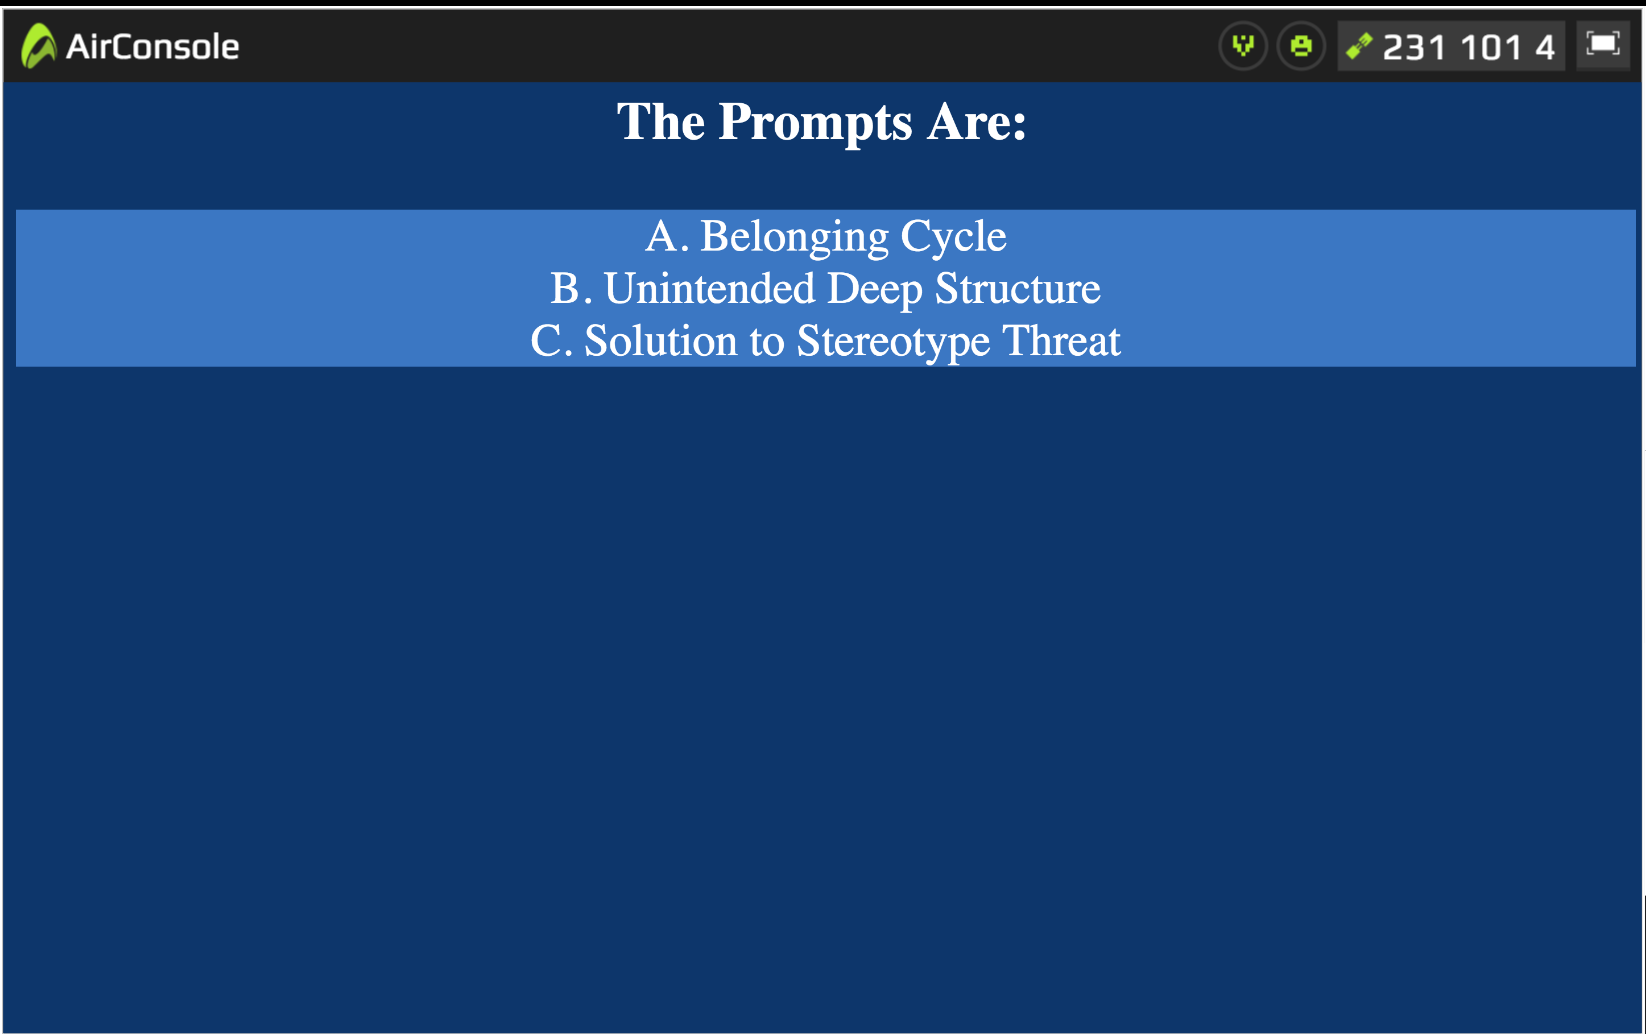 AirConsole
231 101 4
The Prompts Are:
A. Belonging Cycle
B. Unintended Deep Structure
C. Solution to Stereotype Threat